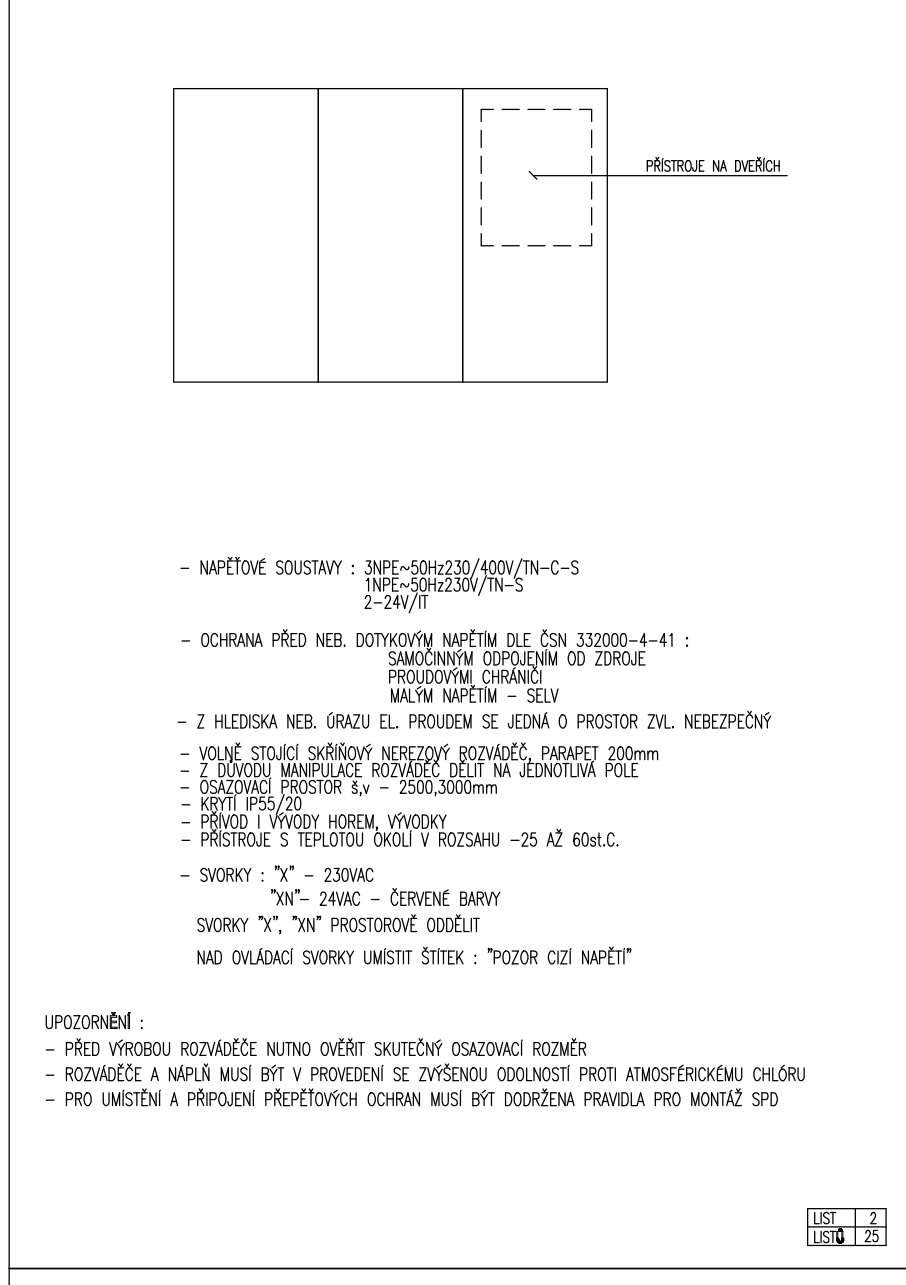 PŘÍSTROJE NA DVEŘÍCH
– NAPĚŤOVÉ SOUSTAVY : 3NPE~50Hz230/400V/TN–C–S
1NPE~50Hz230V/TN–S
2–24V/IT
– OCHRANA PŘED NEB. DOTYKOVÝM NAPĚTÍM DLE ČSN 332000–4–41 :
SAMOČINNÝM ODPOJENÍM OD ZDROJE
PROUDOVÝMI CHRÁNIČI
MALÝM NAPĚTÍM – SELV
– Z HLEDISKA NEB. ÚRAZU EL. PROUDEM SE JEDNÁ O PROSTOR ZVL. NEBEZPEČNÝ
– VOLNĚ STOJÍCÍ SKŘÍŇOVÝ NEREZOVÝ ROZVÁDĚČ, PARAPET 200mm
– Z DŮVODU MANIPULACE ROZVÁDĚČ DĚLIT NA JEDNOTLIVÁ POLE
– OSAZOVACÍ PROSTOR š,v – 2500,3000mm
– KRYTÍ IP55/20
– PŘÍVOD I VÝVODY HOREM, VÝVODKY
– PŘÍSTROJE S TEPLOTOU OKOLÍ V ROZSAHU –25 AŽ 60st.C.
– SVORKY : "X" – 230VAC
"XN"– 24VAC – ČERVENÉ BARVY
SVORKY "X", "XN" PROSTOROVĚ ODDĚLIT
NAD OVLÁDACÍ SVORKY UMÍSTIT ŠTÍTEK : "POZOR CIZÍ NAPĚTÍ"
UPOZORNĚNÍ :
– PŘED VÝROBOU ROZVÁDĚČE NUTNO OVĚŘIT SKUTEČNÝ OSAZOVACÍ ROZMĚR
– ROZVÁDĚČE A NÁPLŇ MUSÍ BÝT V PROVEDENÍ SE ZVÝŠENOU ODOLNOSTÍ PROTI ATMOSFÉRICKÉMU CHLÓRU
– PRO UMÍSTĚNÍ A PŘIPOJENÍ PŘEPĚŤOVÝCH OCHRAN MUSÍ BÝT DODRŽENA PRAVIDLA PRO MONTÁŽ SPD
LIST 2
LISTŮ 25